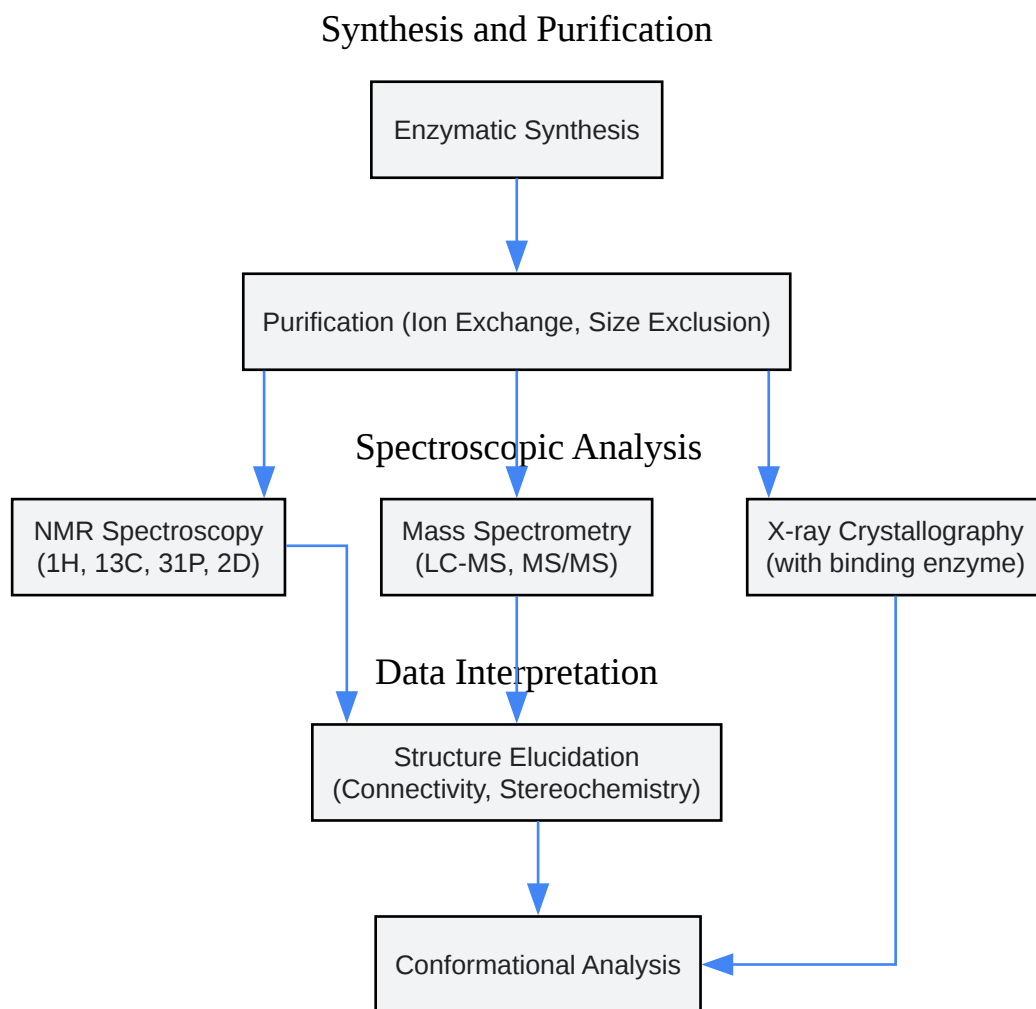 Synthesis and Purification
Enzymatic Synthesis
Purification (Ion Exchange, Size Exclusion)
Spectroscopic Analysis
NMR Spectroscopy
(1H, 13C, 31P, 2D)
Mass Spectrometry
(LC-MS, MS/MS)
X-ray Crystallography
(with binding enzyme)
Data Interpretation
Structure Elucidation
(Connectivity, Stereochemistry)
Conformational Analysis